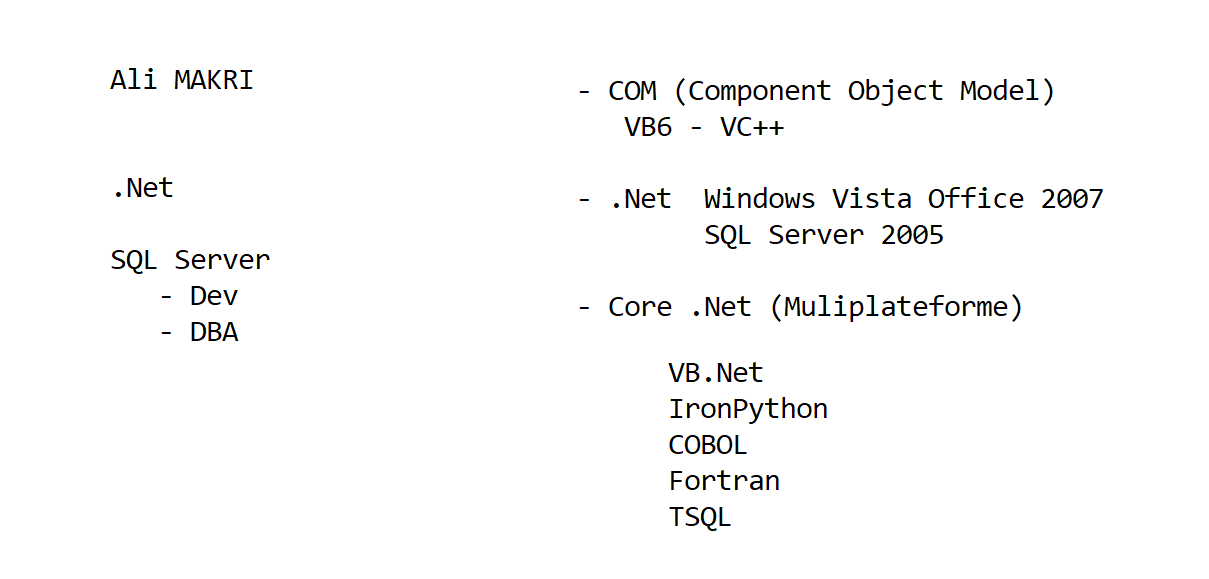 Ali MAKRI
.Net
SQL Server
- Dev
- DBA
- COM (Component Object Model)
VB6 - VC++
- .Net  Windows Vista Office 2007
SQL Server 2005
- Core .Net (Muliplateforme)
VB.Net
IronPython
COBOL
Fortran
TSQL